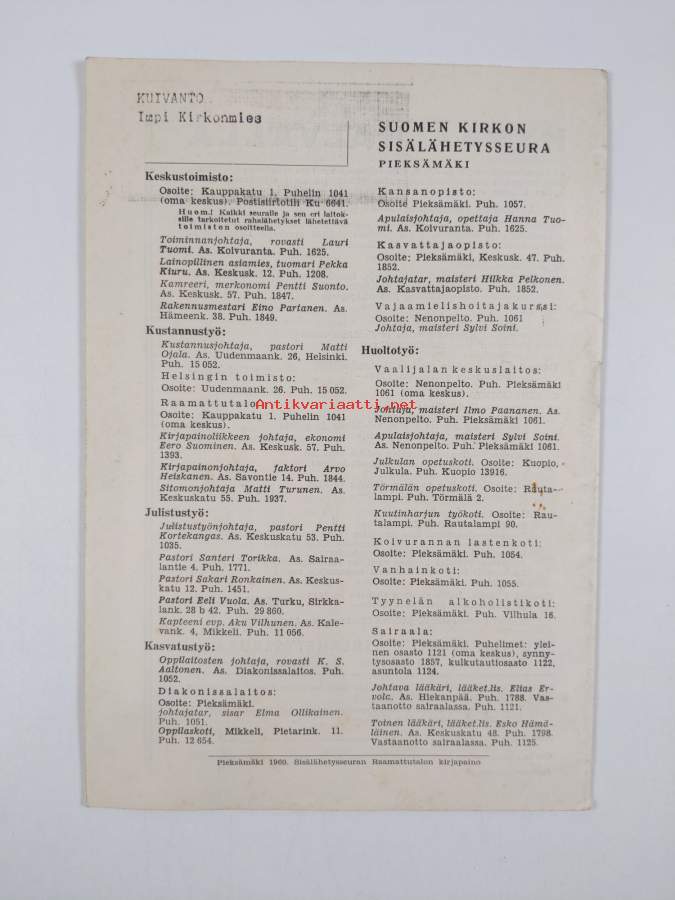 KUIVANTO
Impi Kirkonmies
SUOMEN KIRKON
SISÄLÄHETYSSEURA
PIEKSÄMÄKI
Keskustoimisto:
Osoite: Kauppakatu 1. Puhelin 1041
(oma keskus). Postisiirtotili Ku 6641.
Huom! Kaikki seuralle ja sen eri laitok-
sille tarkoitetut rahalähetykset lähetettävä
toimiston osoitteella.
Toiminnanjohtaja, rovasti Lauri
Tuomi. As. Koivuranta. Puh. 1625.
Lainopillinen asiamies, tuomari Pekka
Kiuru. As. Keskusk. 12. Puh. 1208.
Kamreeri, merkonomi Pentti Suonto.
As. Keskusk. 57. Puh. 1847.
Rakennusmestari Eino Partanen. As.
Hämeenk. 38. Puh. 1849.
Kustannustyö:
Kustannusjohtaja, pastori Matti
Ojala. As. Uudenmaank. 26, Helsinki.
Puh. 15 052.
Helsingin toimisto:
Osoite: Uudenmaank. 26. Puh. 15 052.
Raamattutalo
Osoite: Kauppakatu 1. Puhelin 1041
(oma keskus).
Kirjapainoliikkeen johtaja, ekonomi
Eero Suominen. As. Keskusk. 57. Puh.
1393.
Kirjapainonjohtaja, faktori Arvo
Heiskanen. As. Savontie 14. Puh. 1844.
Sitomonjohtaja Matti Turunen. As.
Keskuskatu 55. Puh. 1937.
Julistustyö:
Julistustyönjohtaja, pastori Pentti
Kortekangas. As. Keskuskatu 53. Puh.
1035.
Pastori Santeri Torikka. As. Sairaa-
lantie 4. Puh. 1771.
Pastori Sakari Ronkainen. As. Keskus-
katu 12. Puh. 1451.
Pastori Eeli Vuola. As. Turku, Sirkka-
lank. 28 b 42. Puh. 29 860.
Kapteeni evp. Aku Vilhunen. As. Kale-
vank. 4, Mikkeli. Puh. 11 056.
Kasvatustyö:
Oppilaitosten johtaja, rovasti K. S.
Aaltonen. As. Diakonissalaitos. Puh.
1052.
Diakonissalaitos:
Osoite: Pieksämäki.
johtajatar, sisar Elma Ollikainen.
Puh. 1051.
Oppilaskoti, Mikkeli, Pietarink. 11.
Puh. 12 654.
Kansanopisto:
Osoite Pieksämäki. Puh. 1057.
Apulaisjohtaja, opettaja Hanna Tuo-
mi. As. Koivuranta. Puh. 1625.
Kasvattajaopisto:
Osoite: Pieksämäki, Keskusk. 47. Puh.
1852.
Johtajatar, maisteri Hilkka Pelkonen.
As. Kasvattajaopisto. Puh. 1852.
Vajaamielishoitajakurssi:
Osoite: Nenonpelto. Puh. 1061
Johtaja, maisteri Sylvi Soini.
Huoltotyö:
Vaalijalan keskuslaitos:
Osoite: Nenonpelto. Puh. Pieksämäki
1061 (oma keskus).
Antikvariaatti.net
Johtaja, maisteri Ilmo Paananen. As.
Nenonpelto. Puh. Pieksämäki 1061.
Apulaisjohtaja, maisteri Sylvi Soini.
As. Nenonpelto. Puh. Pieksämäki 1061.
Julkulan opetuskoti. Osoite: Kuopio,
Julkula. Puh. Kuopio 13916.
Törmälän opetuskoti. Osoite: Rauta-
lampi. Puh. Törmälä 2.
Kuutinharjun työkoti. Osoite: Rau-
talampi. Puh. Rautalampi 90.
Koivurannan lastenkoti:
Osoite: Pieksämäki. Puh. 1054.
Vanhainkoti:
Osoite: Pieksämäki. Puh. 1055.
Tyynelän alkoholistikoti:
Osoite: Pieksämäki. Puh. Vilhula 16.
Sairaala:
Osoite: Pieksämäki. Puhelimet: ylei-
nen osasto 1121 (oma keskus), synny-
tysosasto 1857, kulkutautiosasto 1122,
asuntola 1124.
Johtava lääkäri, lääket.lis. Elias Er-
volc. As. Hiekanpää. Puh. 1788. Vas-
taanotto sairaalassa. Puh. 1121.
Toinen lääkäri, lääket.lis. Esko Hämä-
läinen. As. Keskuskatu 48. Puh. 1798.
Vastaanotto sairaalassa. Puh. 1125.
Pieksämäki 1960. Sisälähetysseuran Raamattutalon kirjapaino